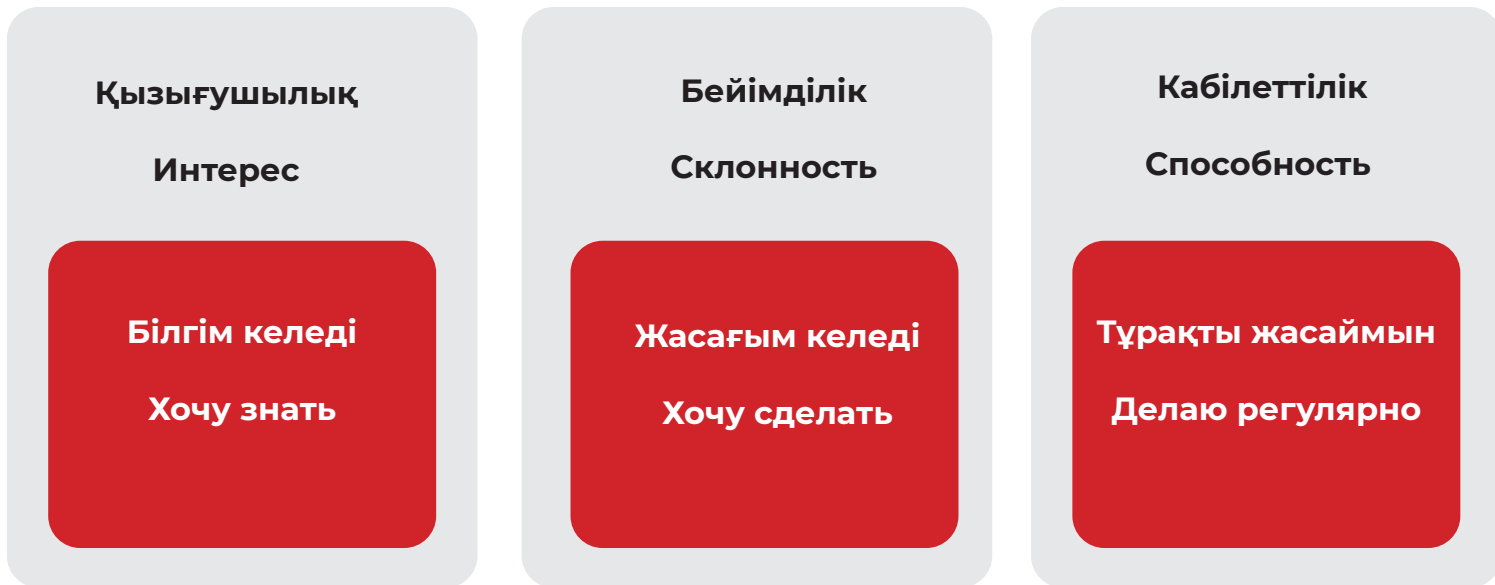 Қызығушылық
Интерес
Білгім келеді
Хочу знать
Бейімділік
Склонность
Жасағым келеді
Хочу сделать
Кабілеттілік
Способность
Тұрақты жасаймын
Делаю регулярно